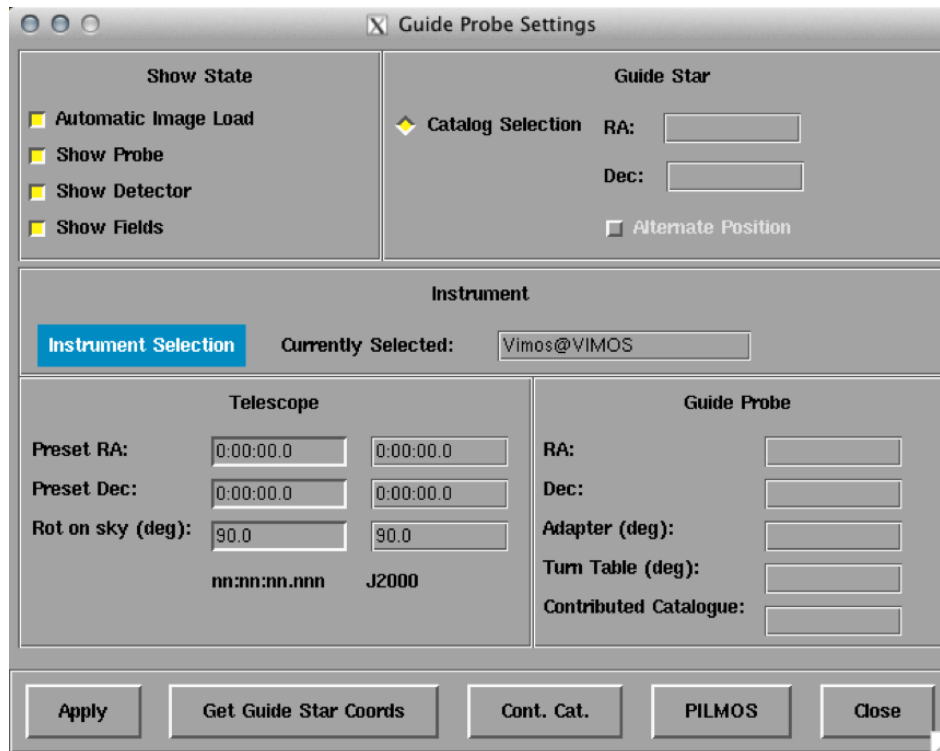 Guide Probe Settings
Show State
Automatic Image Load
Show Probe
Show Detector
Show Fields
Guide Star
Catalog Selection RA:
Dec:
Alternate Position
Instrument
Instrument Selection Currently Selected: Vimos@VIMOS
Telescope
Preset RA: 0:00:00.0 0:00:00.0
Preset Dec: 0:00:00.0 0:00:00.0
Rot on sky (deg): 90.0 90.0
nn:nn:nn.nnn J2000
Guide Probe
RA:
Dec:
Adapter (deg):
Turn Table (deg):
Contributed Catalogue:
Apply Get Guide Star Coords Cont. Cat. PILMOS Close